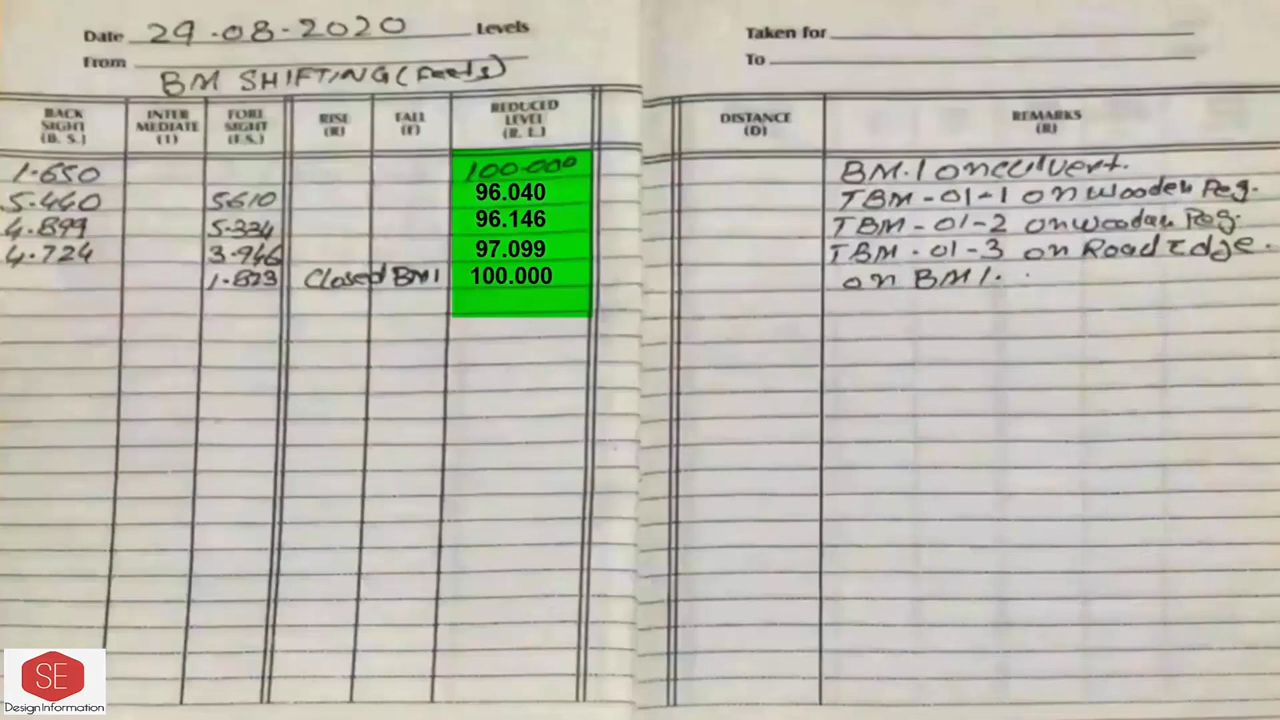 Date 29-08-2020 Levels
From BM SHIFTING (Feets)
BACK SIGHT (B. S.) INTER MEDIATE (I) FORE SIGHT (F.S.) RISE (R) FALL (F) REDUCED LEVEL (R. L.)
1.650 100.000
5.440 5.610 96.040
4.899 5.334 96.146
4.724 3.946 97.099
1.823 Closed BM1 100.000
Taken for
To
DISTANCE (D) REMARKS (R)
BM.1 on culvert.
TBM-01-1 on wooden Peg.
TBM-01-2 on wooden Peg.
TBM-01-3 on Road Edge.
on BM1.
SE
Design Information